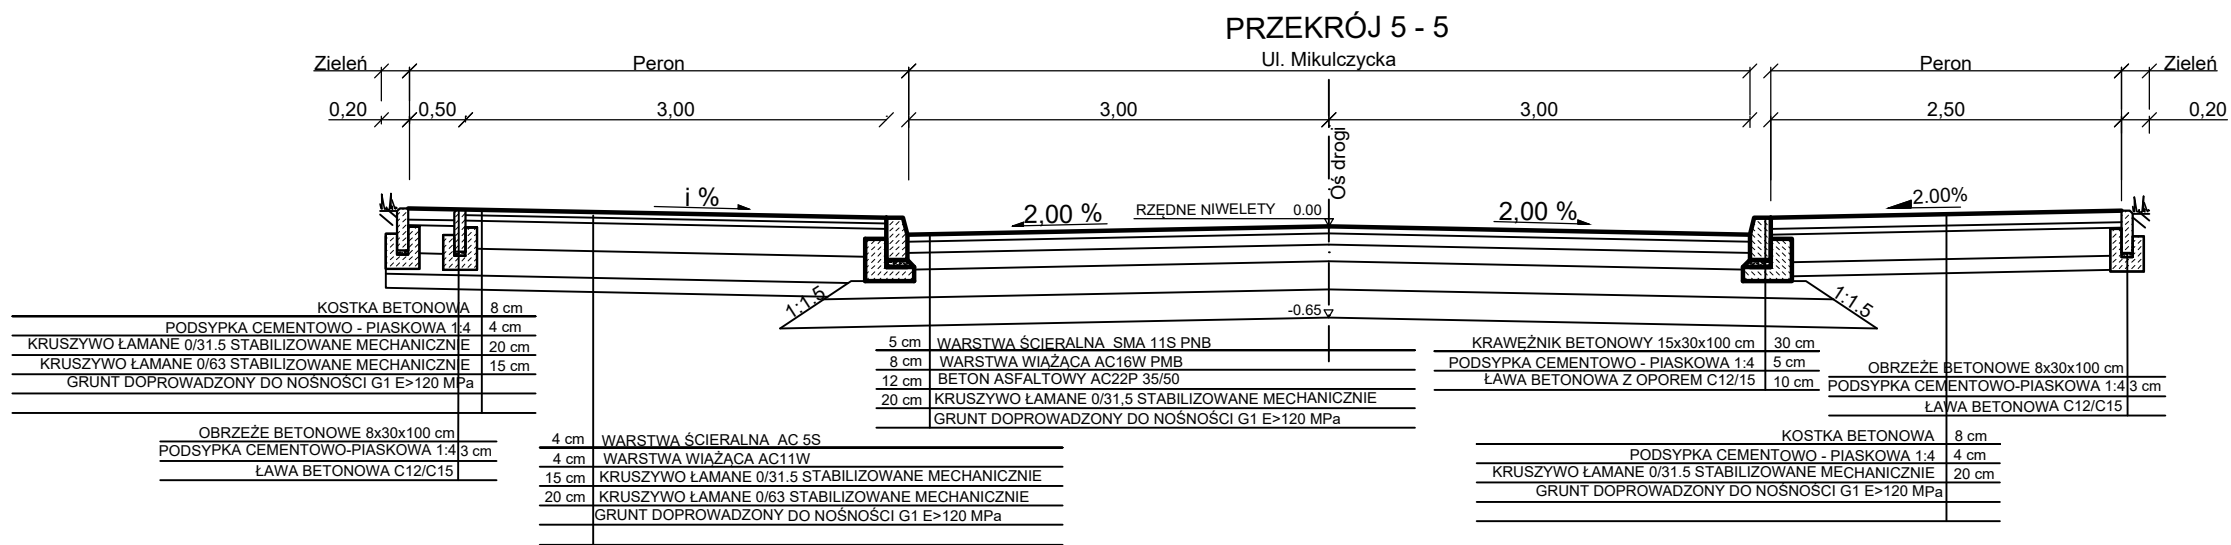 PRZEKRÓJ 5 - 5
Zieleń Peron Ul. Mikulczycka Peron Zieleń
0,20 0,50 3,00 3,00 3,00 2,50 0,20
Oś drogi
i % 2,00 % RZĘDNE NIWELETY 0.00 2,00 % 2.00%
1:1.5 -0.65 1:1.5
KOSTKA BETONOWA 8 cm
PODSYPKA CEMENTOWO - PIASKOWA 1:4 4 cm
KRUSZYWO ŁAMANE 0/31.5 STABILIZOWANE MECHANICZNIE 20 cm
KRUSZYWO ŁAMANE 0/63 STABILIZOWANE MECHANICZNIE 15 cm
GRUNT DOPROWADZONY DO NOŚNOŚCI G1 E>120 MPa
OBRZEŻE BETONOWE 8x30x100 cm
PODSYPKA CEMENTOWO-PIASKOWA 1:4 3 cm
ŁAWA BETONOWA C12/C15
4 cm WARSTWA ŚCIERALNA AC 5S
4 cm WARSTWA WIĄŻĄCA AC11W
15 cm KRUSZYWO ŁAMANE 0/31.5 STABILIZOWANE MECHANICZNIE
20 cm KRUSZYWO ŁAMANE 0/63 STABILIZOWANE MECHANICZNIE
GRUNT DOPROWADZONY DO NOŚNOŚCI G1 E>120 MPa
5 cm WARSTWA ŚCIERALNA SMA 11S PNB
8 cm WARSTWA WIĄŻĄCA AC16W PMB
12 cm BETON ASFALTOWY AC22P 35/50
20 cm KRUSZYWO ŁAMANE 0/31,5 STABILIZOWANE MECHANICZNIE
GRUNT DOPROWADZONY DO NOŚNOŚCI G1 E>120 MPa
KRAWĘŻNIK BETONOWY 15x30x100 cm 30 cm
PODSYPKA CEMENTOWO - PIASKOWA 1:4 5 cm
ŁAWA BETONOWA Z OPOREM C12/15 10 cm
OBRZEŻE BETONOWE 8x30x100 cm
PODSYPKA CEMENTOWO-PIASKOWA 1:4 3 cm
ŁAWA BETONOWA C12/C15
KOSTKA BETONOWA 8 cm
PODSYPKA CEMENTOWO - PIASKOWA 1:4 4 cm
KRUSZYWO ŁAMANE 0/31.5 STABILIZOWANE MECHANICZNIE 20 cm
GRUNT DOPROWADZONY DO NOŚNOŚCI G1 E>120 MPa